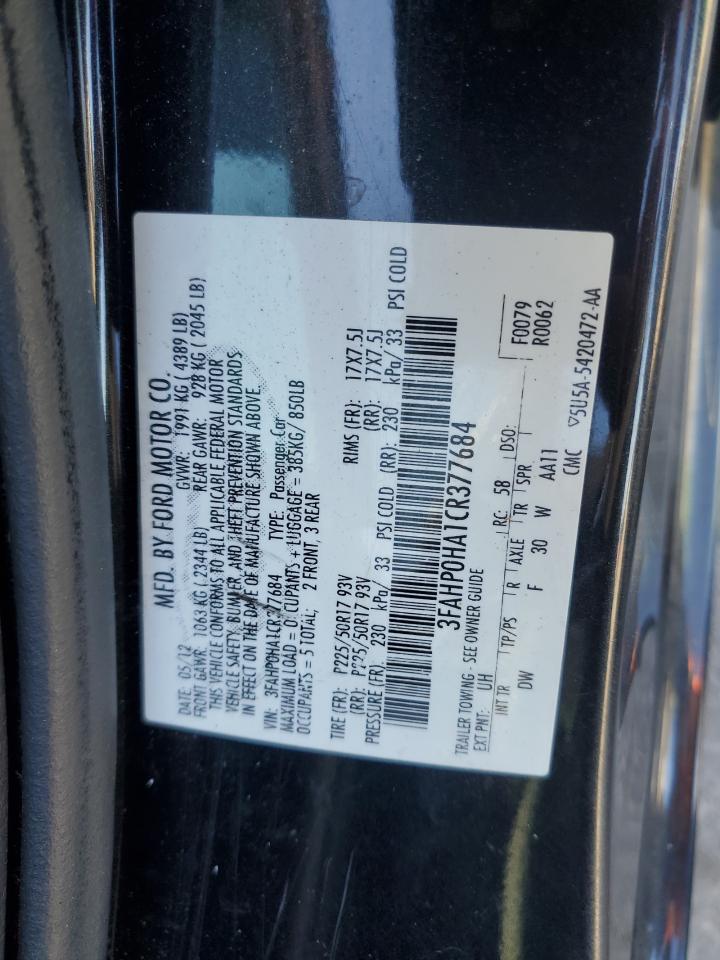 MFD. BY FORD MOTOR CO.
DATE: 05/12 GVWR: 1991 KG ( 4389 LB)
FRONT GAWR: 1063 KG ( 2344 LB) REAR GAWR: 928 KG ( 2045 LB)
THIS VEHICLE CONFORMS TO ALL APPLICABLE FEDERAL MOTOR
VEHICLE SAFETY, BUMPER, AND THEFT PREVENTION STANDARDS
IN EFFECT ON THE DATE OF MANUFACTURE SHOWN ABOVE.
VIN: 3FAHP0HA1CR377684 TYPE: Passenger Car
MAXIMUM LOAD = OCCUPANTS + LUGGAGE = 385KG/ 850LB
OCCUPANTS = 5 TOTAL; 2 FRONT, 3 REAR
TIRE (FR): P225/50R17 93V RIMS (FR): 17X7.5J
(RR): P225/50R17 93V (RR): 17X7.5J
PRESSURE (FR): 230 kPa/ 33 PSI COLD (RR): 230 kPa/ 33 PSI COLD
3FAHP0HA1CR377684
TRAILER TOWING - SEE OWNER GUIDE
F0079
EXT PNT: UH RC: 58 DSO: R0062
INT TR TP/PS R AXLE TR SPR
DW F 30 W AA11
CMC
▽5U5A-5420472-AA